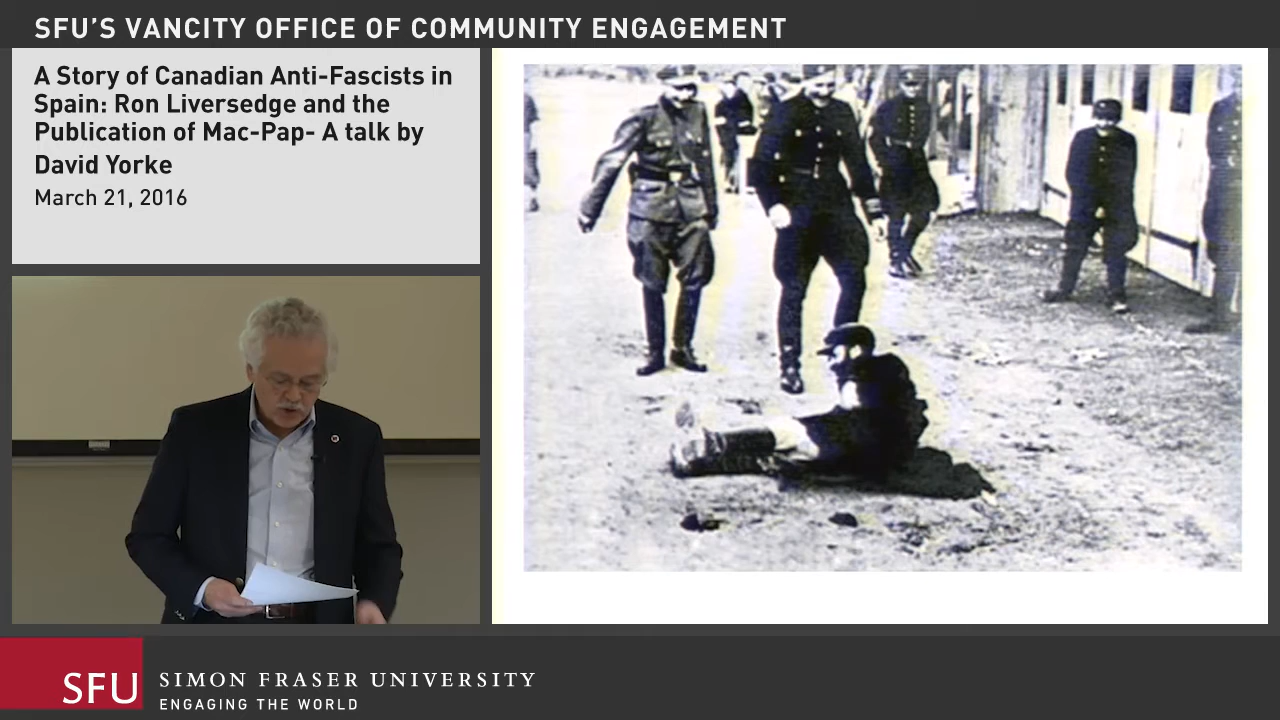 SFU'S VANCITY OFFICE OF COMMUNITY ENGAGEMENT
A Story of Canadian Anti-Fascists in
Spain: Ron Liversedge and the
Publication of Mac-Pap- A talk by
David Yorke
March 21, 2016
SFU
SIMON FRASER UNIVERSITY
ENGAGING THE WORLD